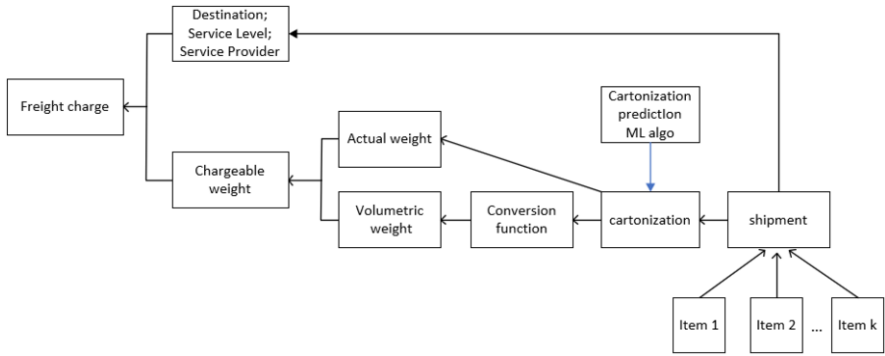 Destination;
Service Level;
Service Provider
Freight charge
Cartonization
prediction
ML algo
Actual weight
Chargeable
weight
Volumetric
weight
Conversion
function
cartonization
shipment
Item 1
Item 2
...
Item k